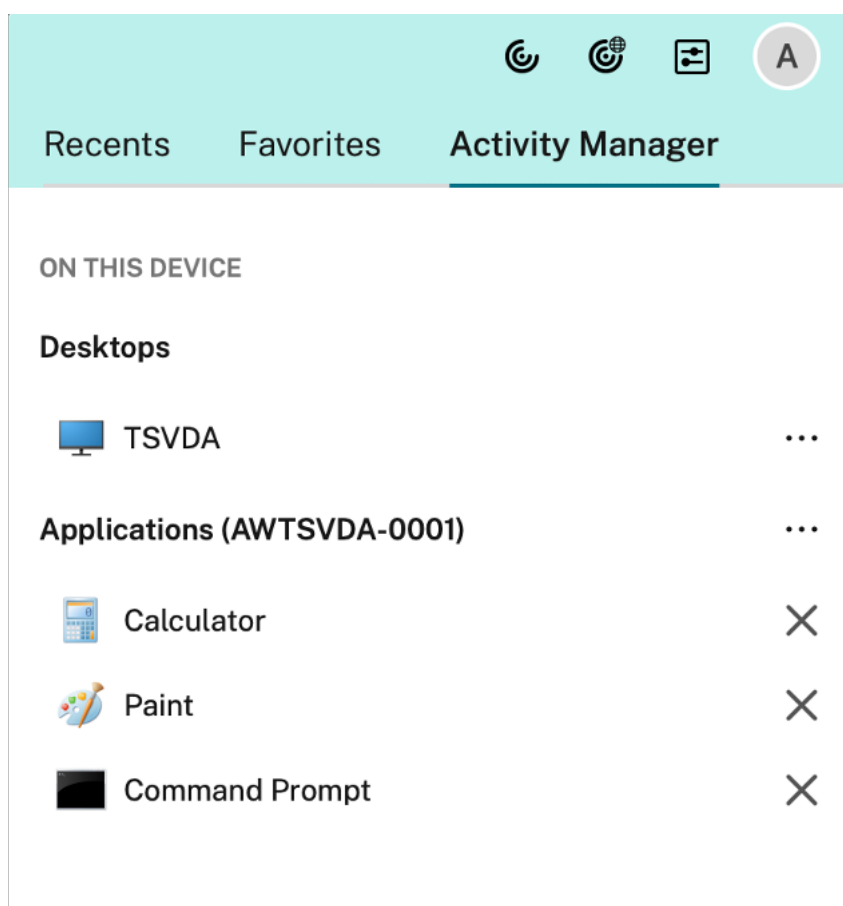 A
Recents Favorites Activity Manager
ON THIS DEVICE
Desktops
TSVDA ...
Applications (AWTSVDA-0001) ...
Calculator
Paint
Command Prompt